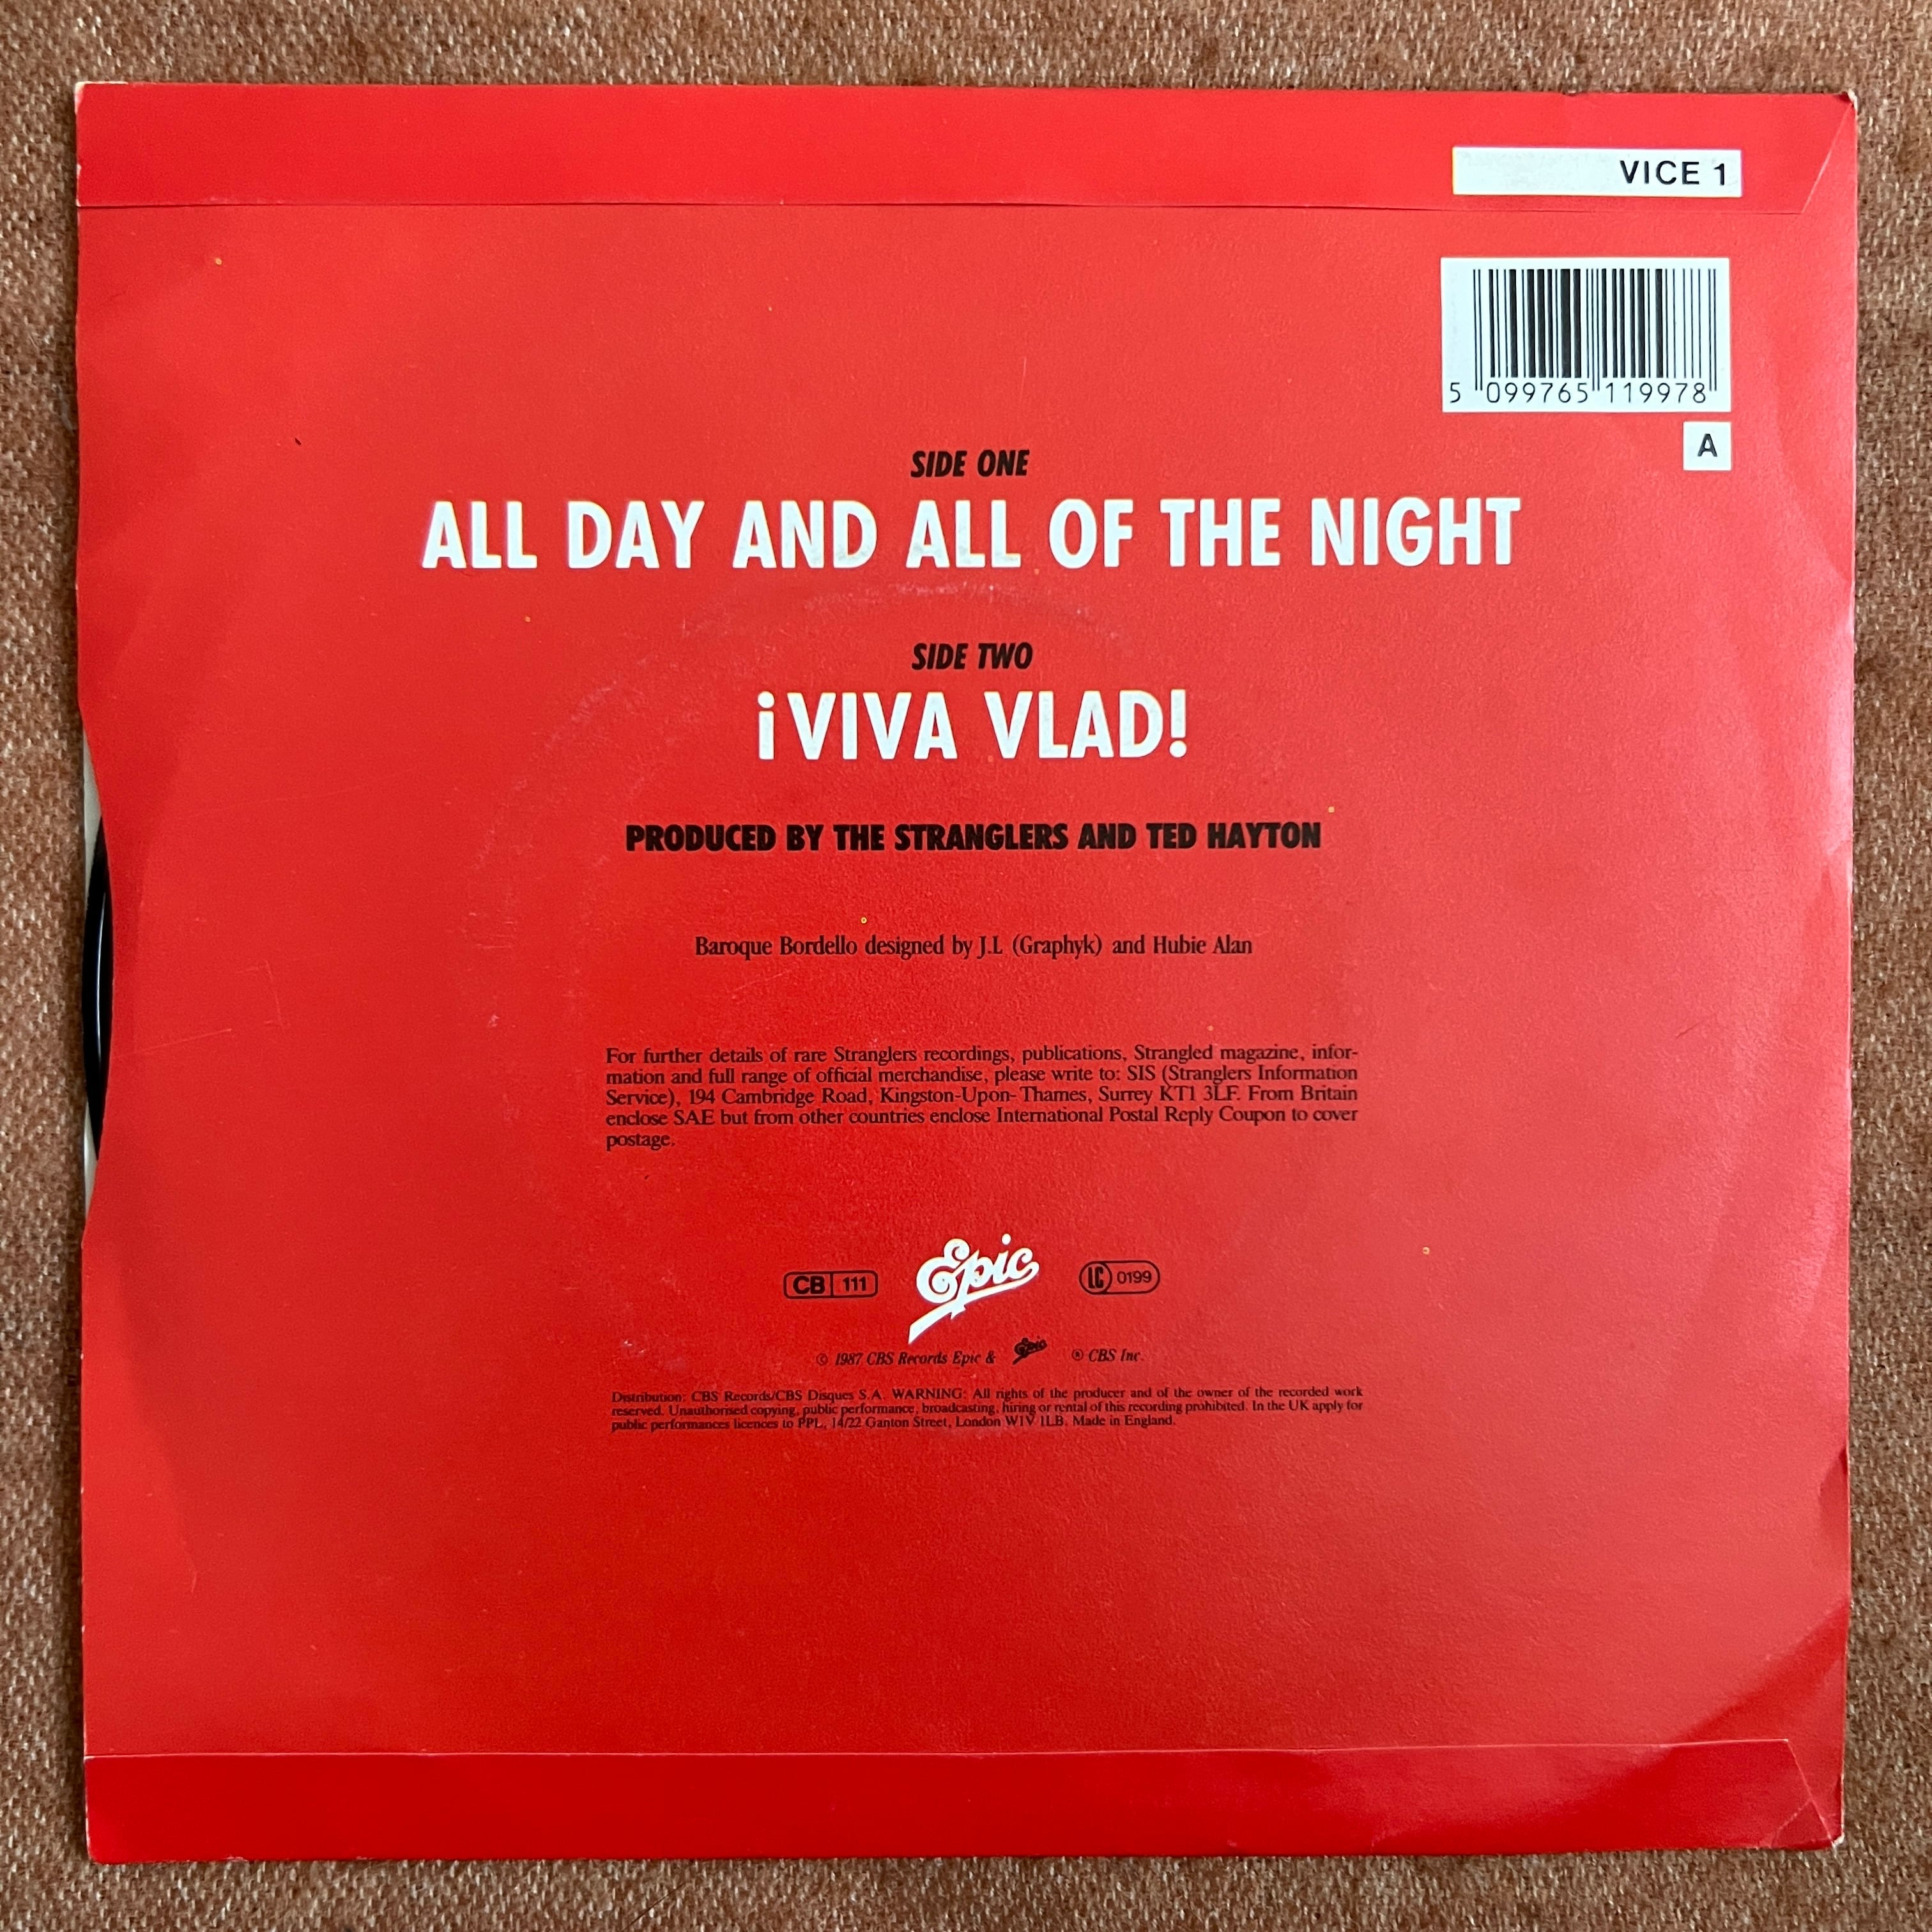 VICE 1
5 099765 119978
A
SIDE ONE
ALL DAY AND ALL OF THE NIGHT
SIDE TWO
¡VIVA VLAD!
PRODUCED BY THE STRANGLERS AND TED HAYTON
Baroque Bordello designed by J.L (Graphyk) and Hubie Alan
For further details of rare Stranglers recordings, publications, Strangled magazine, infor-
mation and full range of official merchandise, please write to: SIS (Stranglers Information
Service), 194 Cambridge Road, Kingston-Upon-Thames, Surrey KT1 3LF. From Britain
enclose SAE but from other countries enclose International Postal Reply Coupon to cover
postage.
CB 111 Epic LC 0199
© 1987 CBS Records Epic & Epic ℗ CBS Inc.
Distribution: CBS Records/CBS Disques S.A. WARNING: All rights of the producer and of the owner of the recorded work
reserved. Unauthorised copying, public performance, broadcasting, hiring or rental of this recording prohibited. In the UK apply for
public performances licences to PPL, 14/22 Ganton Street, London W1V 1LB. Made in England.